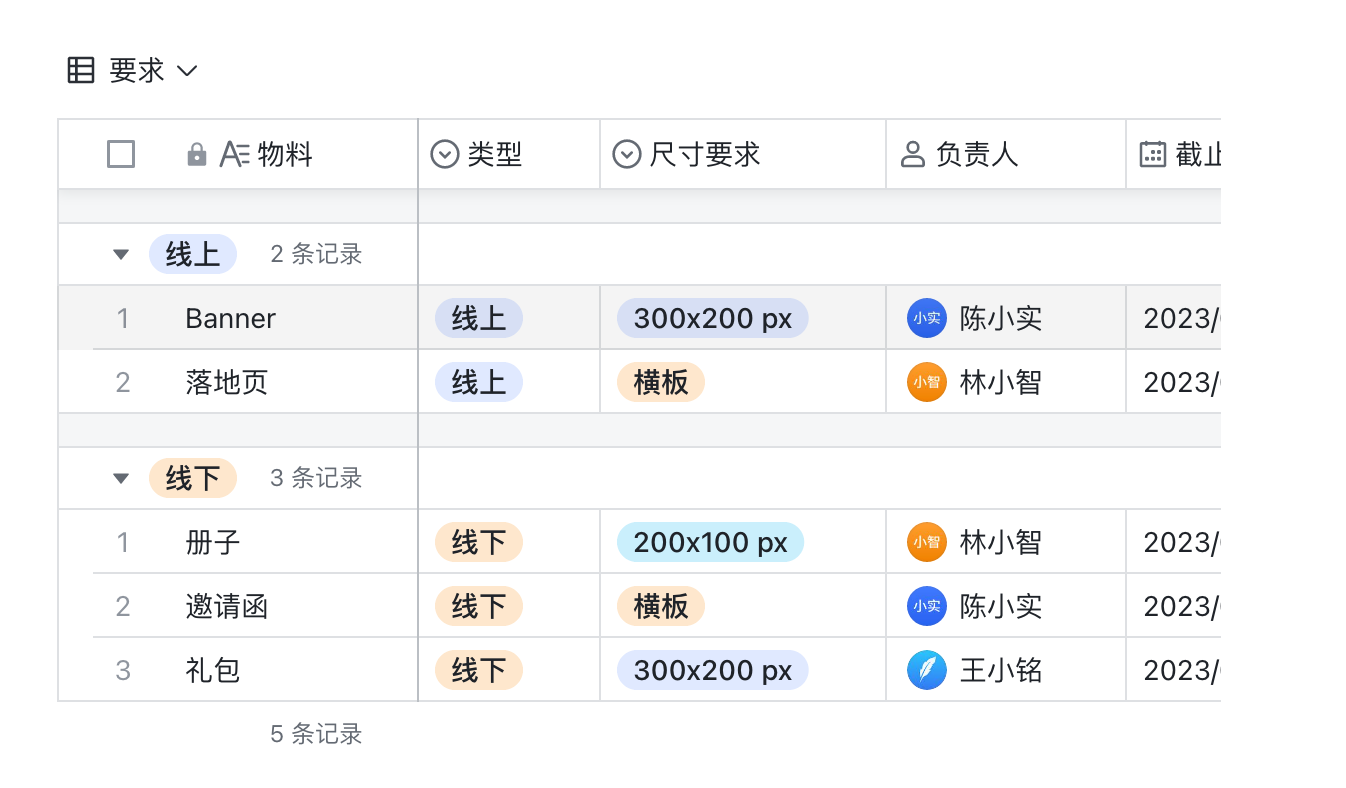 要求
物料 类型 尺寸要求 负责人 截止
线上 2 条记录
1 Banner 线上 300x200 px 小实 陈小实 2023/
2 落地页 线上 横板 小智 林小智 2023/
线下 3 条记录
1 册子 线下 200x100 px 小智 林小智 2023/
2 邀请函 线下 横板 小实 陈小实 2023/
3 礼包 线下 300x200 px 王小铭 2023/
5 条记录